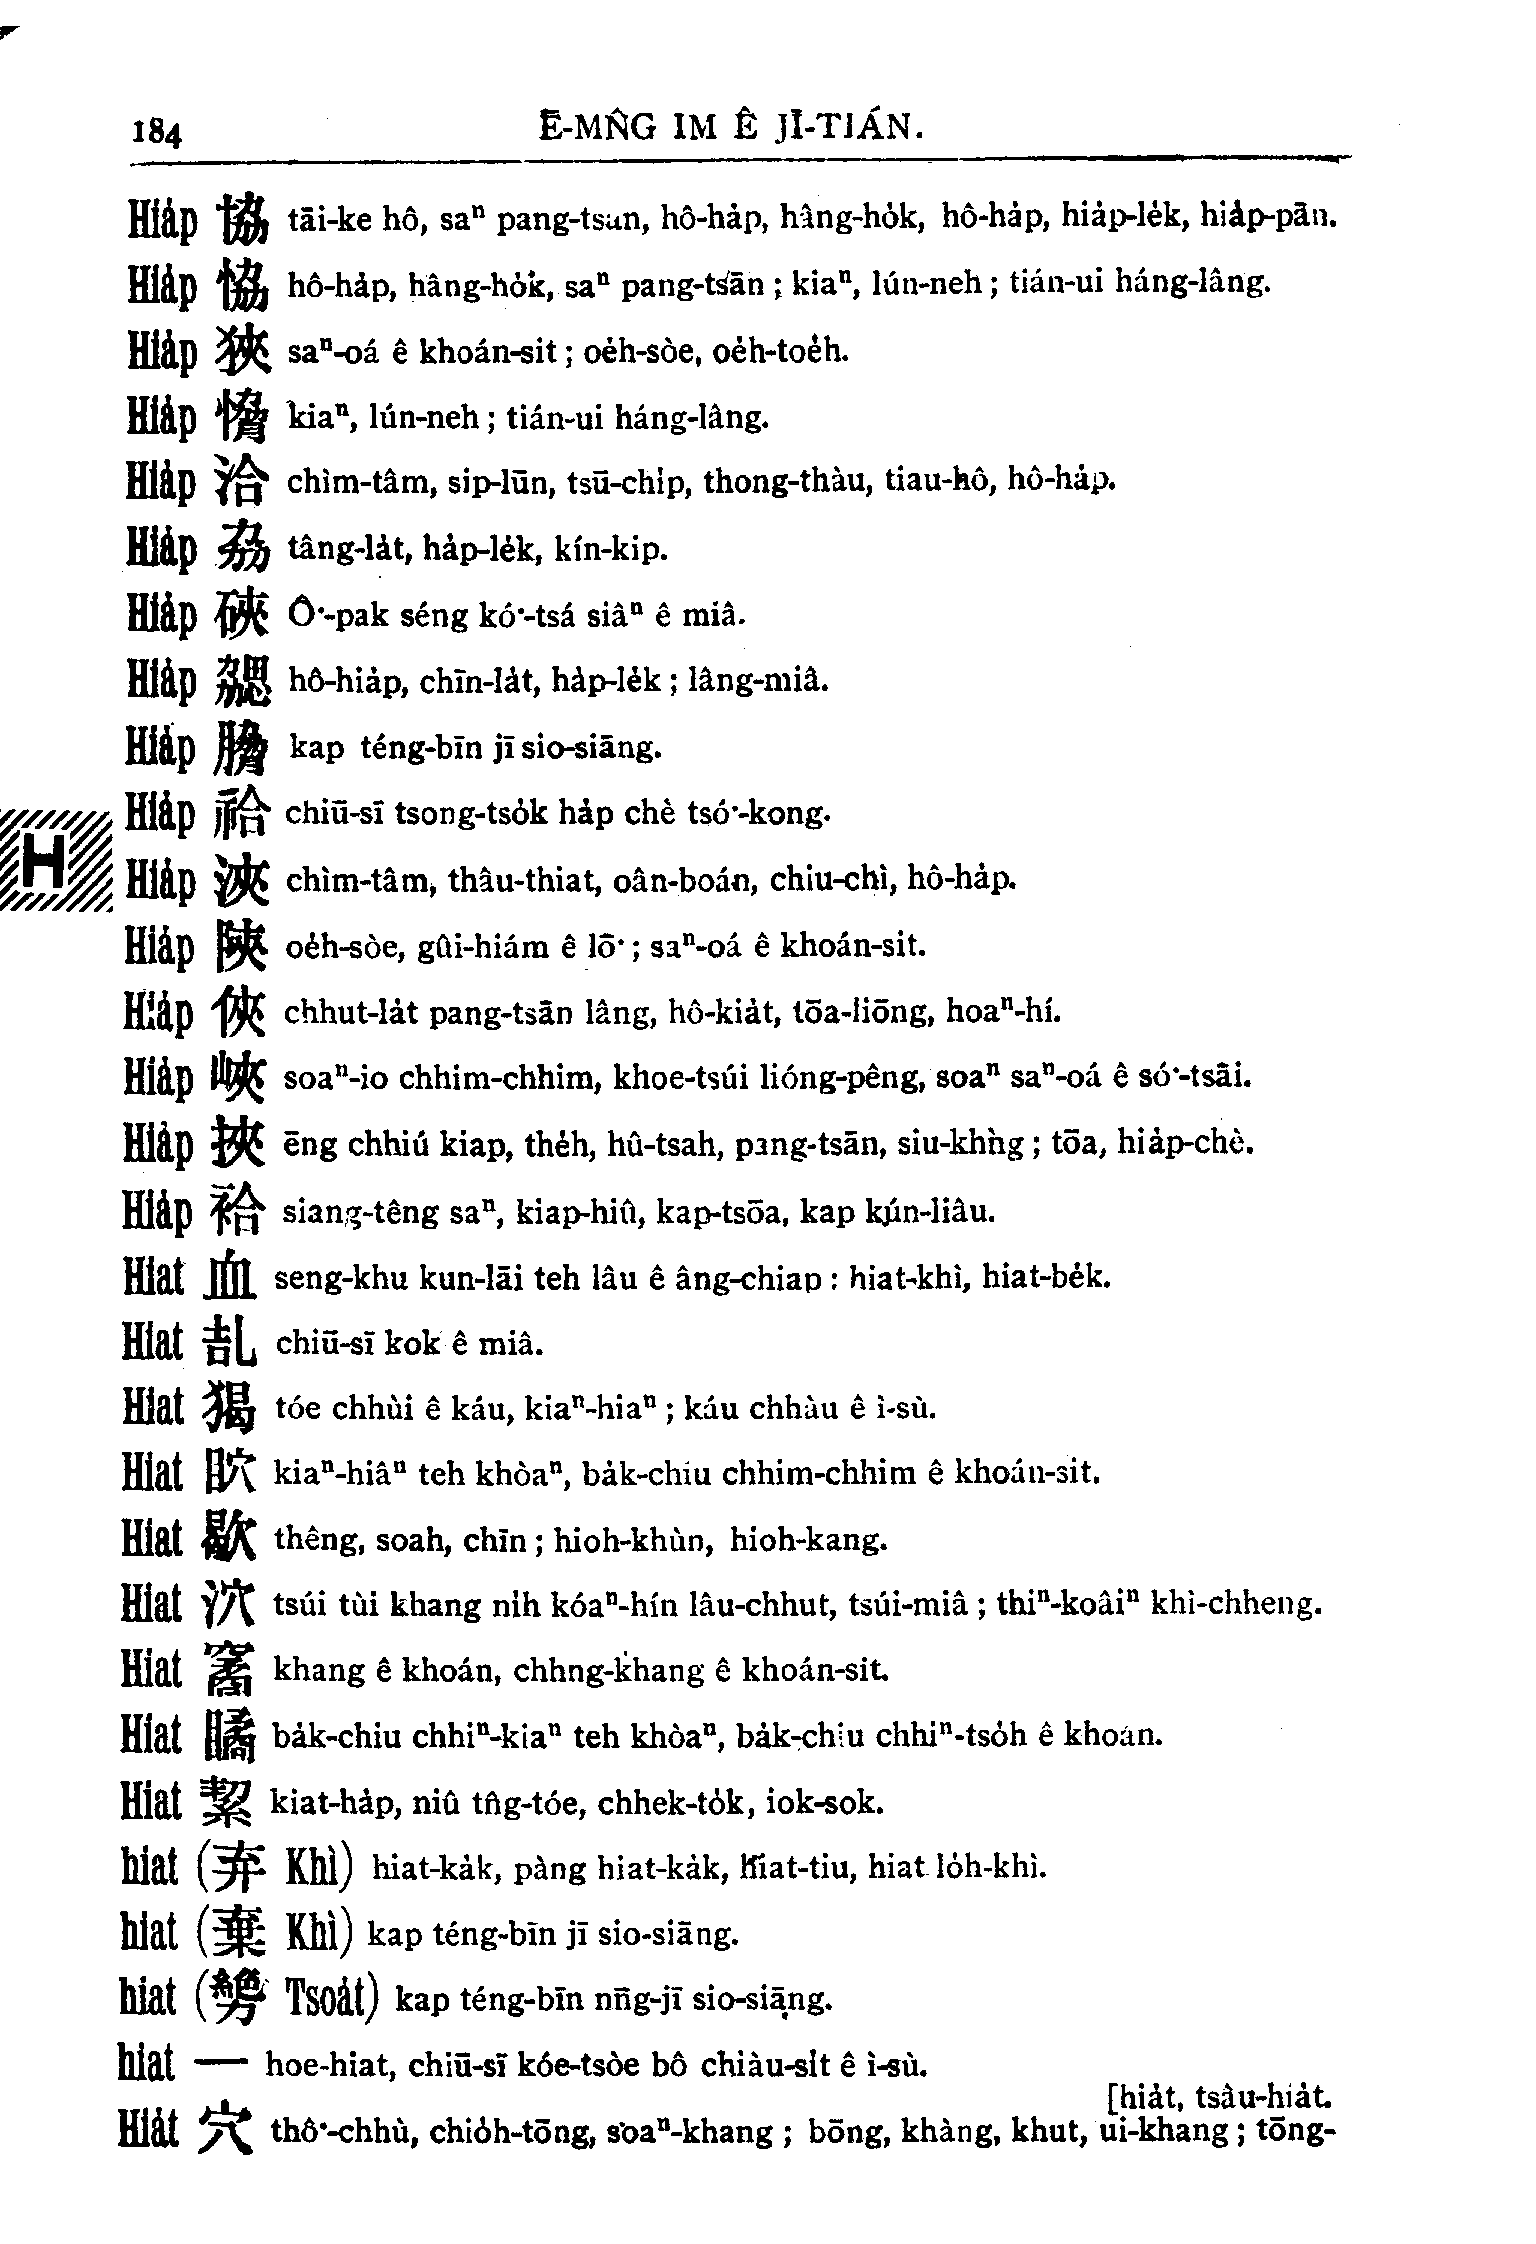 184 Ē-MN̂G IM Ê JĪ-TIÁN.
Hia̍p 協 tāi-ke hô, saⁿ pang-tsān, hô-ha̍p, hâng-ho̍k, hô-ha̍p, hia̍p-le̍k, hia̍p-pān.
Hia̍p 恊 hô-ha̍p, hâng-ho̍k, saⁿ pang-tsān; kiaⁿ, lún-neh; tián-ui háng-lâng.
Hia̍p 狹 saⁿ-oá ê khoán-sit; oe̍h-sòe, oe̍h-toe̍h.
Hia̍p 愶 kiaⁿ, lún-neh; tián-ui háng-lâng.
Hia̍p 洽 chìm-tâm, sip-lūn, tsū-chi̍p, thong-thàu, tiau-hô, hô-ha̍p.
Hia̍p 劦 tâng-la̍t, ha̍p-le̍k, kín-kip.
Hia̍p 硤 Ô͘-pak séng kó͘-tsá siâⁿ ê miâ.
Hia̍p 勰 hô-hia̍p, chīn-la̍t, ha̍p-le̍k; lâng-miâ.
Hia̍p kap téng-bīn jī sio-siāng.
Hia̍p 祫 chiū-sī tsong-tso̍k ha̍p chè tsó͘-kong.
H
Hia̍p 浹 chìm-tâm, thâu-thiat, oân-boán, chiu-chì, hô-ha̍p.
Hia̍p 陜 oe̍h-sòe, gûi-hiám ê lō͘; saⁿ-oá ê khoán-sit.
Hia̍p 俠 chhut-la̍t pang-tsān lâng, hô-kia̍t, tōa-liōng, hoaⁿ-hí.
Hia̍p 峽 soaⁿ-io chhim-chhim, khoe-tsúi lióng-pêng, soaⁿ saⁿ-oá ê só͘-tsāi.
Hia̍p 挾 ēng chhiú kiap, the̍h, hû-tsah, pang-tsān, siu-khǹg; tōa, hia̍p-chè.
Hia̍p 袷 siang-têng saⁿ, kiap-hiû, kap-tsōa, kap kún-liâu.
Hiat 血 seng-khu kun-lāi teh lâu ê âng-chiap: hiat-khì, hiat-be̍k.
Hiat 乩 chiū-sī kok ê miâ.
Hiat 猲 tóe chhùi ê káu, kiaⁿ-hiaⁿ; káu chhàu ê ì-sù.
Hiat 䀏 kiaⁿ-hiâⁿ teh khòaⁿ, ba̍k-chiu chhim-chhim ê khoán-sit.
Hiat 歇 thêng, soah, chīn; hioh-khùn, hioh-kang.
Hiat 泬 tsúi tùi khang ni̍h kóaⁿ-hín lâu-chhut, tsúi-miâ; thiⁿ-koâiⁿ khì-chheng.
Hiat khang ê khoán, chhng-khang ê khoán-sit.
Hiat 瞲 ba̍k-chiu chhiⁿ-kiaⁿ teh khòaⁿ, ba̍k-chiu chhiⁿ-tso̍h ê khoán.
Hiat 絜 kiat-ha̍p, niû tn̂g-tóe, chhek-to̍k, iok-sok.
hiat (弃 Khì) hiat-ka̍k, pàng hiat-ka̍k, hiat-tiu, hiat lo̍h-khì.
hiat (棄 Khì) kap téng-bīn jī sio-siāng.
hiat ( Tsoa̍t) kap téng-bīn nn̄g-jī sio-siāng.
hiat — hoe-hiat, chiū-sī kóe-tsòe bô chiàu-si̍t ê ì-sù.
[hia̍t, tsâu-hia̍t.
Hia̍t 穴 thô͘-chhù, chio̍h-tōng, soaⁿ-khang; bōng, khàng, khut, ui-khang; tōng-